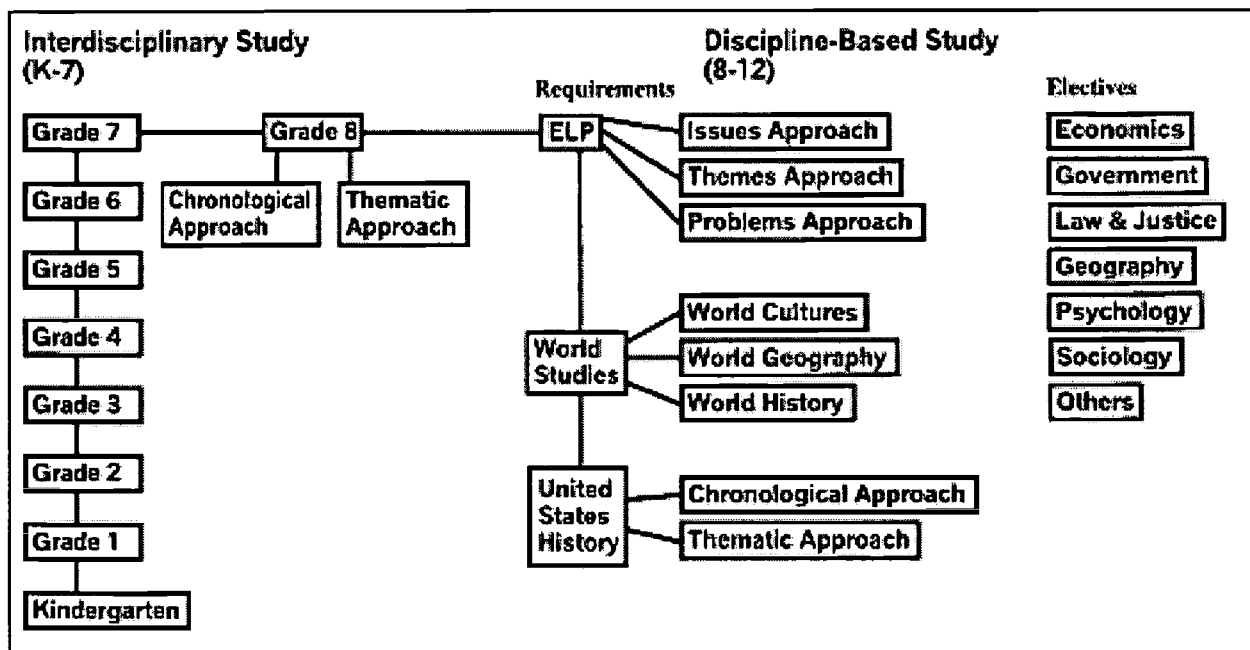 Interdisciplinary Study
(K-7)
Discipline-Based Study
(8-12)
Requirements
Electives
Grade 7
Grade 8
ELP
Issues Approach
Economics
Grade 6
Chronological
Approach
Thematic
Approach
Themes Approach
Government
Problems Approach
Law & Justice
Grade 5
Geography
Grade 4
World
Studies
World Cultures
Psychology
World Geography
Sociology
Grade 3
World History
Others
Grade 2
United
States
History
Chronological Approach
Grade 1
Thematic Approach
Kindergarten